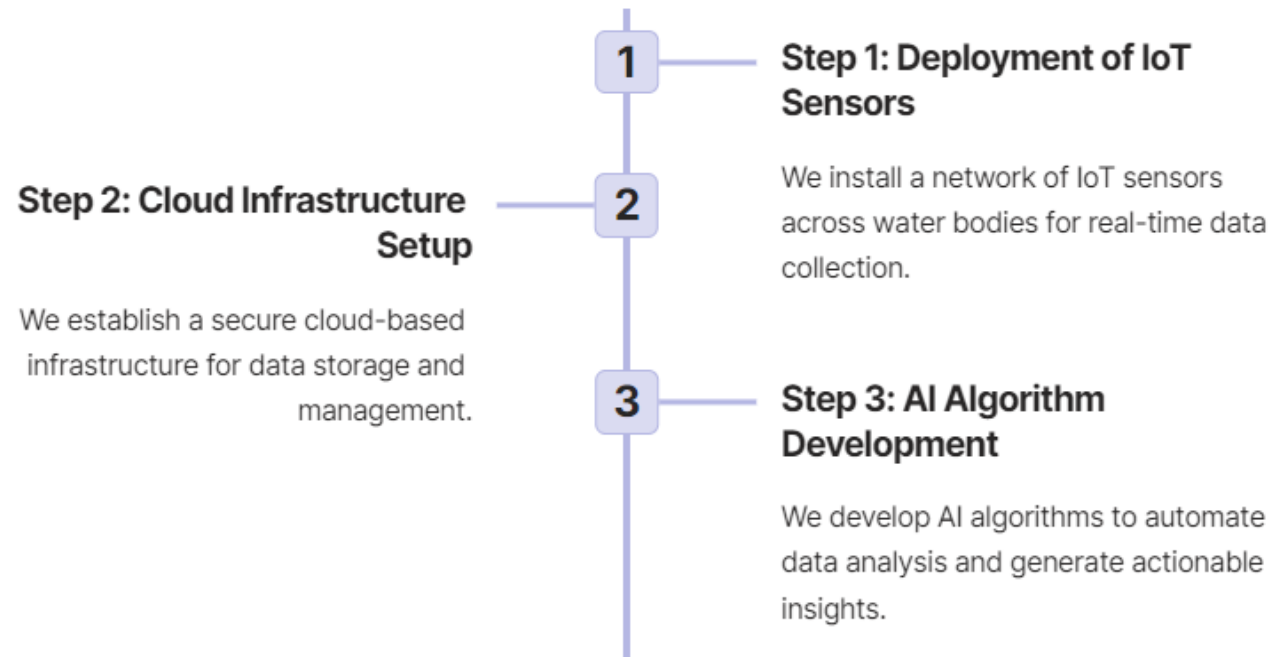 1
Step 1: Deployment of IoT
Sensors
We install a network of IoT sensors
across water bodies for real-time data
collection.
2
Step 2: Cloud Infrastructure
Setup
We establish a secure cloud-based
infrastructure for data storage and
management.
3
Step 3: AI Algorithm
Development
We develop AI algorithms to automate
data analysis and generate actionable
insights.